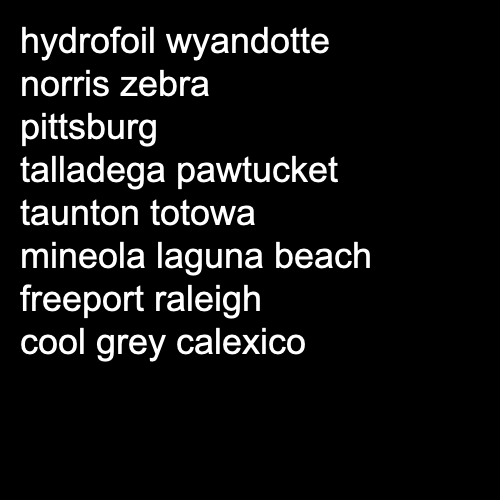 hydrofoil wyandotte
norris zebra
pittsburg
talladega pawtucket
taunton totowa
mineola laguna beach
freeport raleigh
cool grey calexico